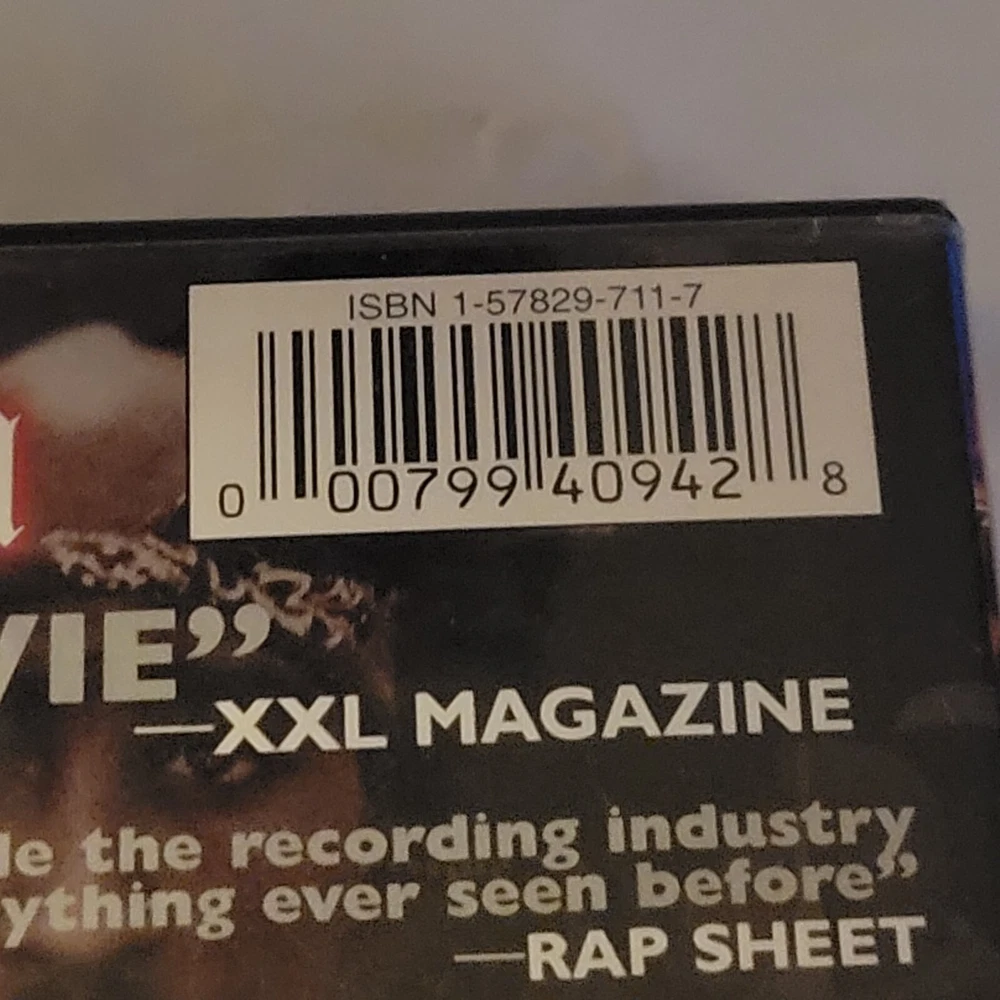 ISBN 1-57829-711-7
0 00799 40942 8
VIE”
—XXL MAGAZINE
the recording industry
ything ever seen before”
—RAP SHEET